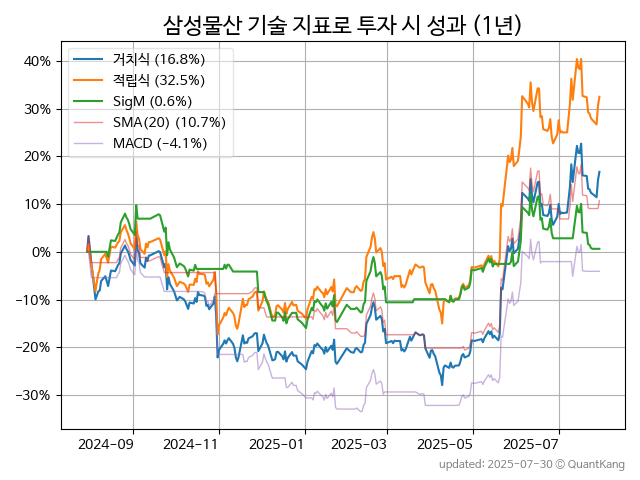 삼성물산 기술 지표로 투자 시 성과 (1년)
40%
30%
20%
10%
0%
−10%
−20%
−30%
거치식 (16.8%)
적립식 (32.5%)
SigM (0.6%)
SMA(20) (10.7%)
MACD (−4.1%)
2024-09
2024-11
2025-01
2025-03
2025-05
2025-07
updated: 2025-07-30 ⓒ QuantKang